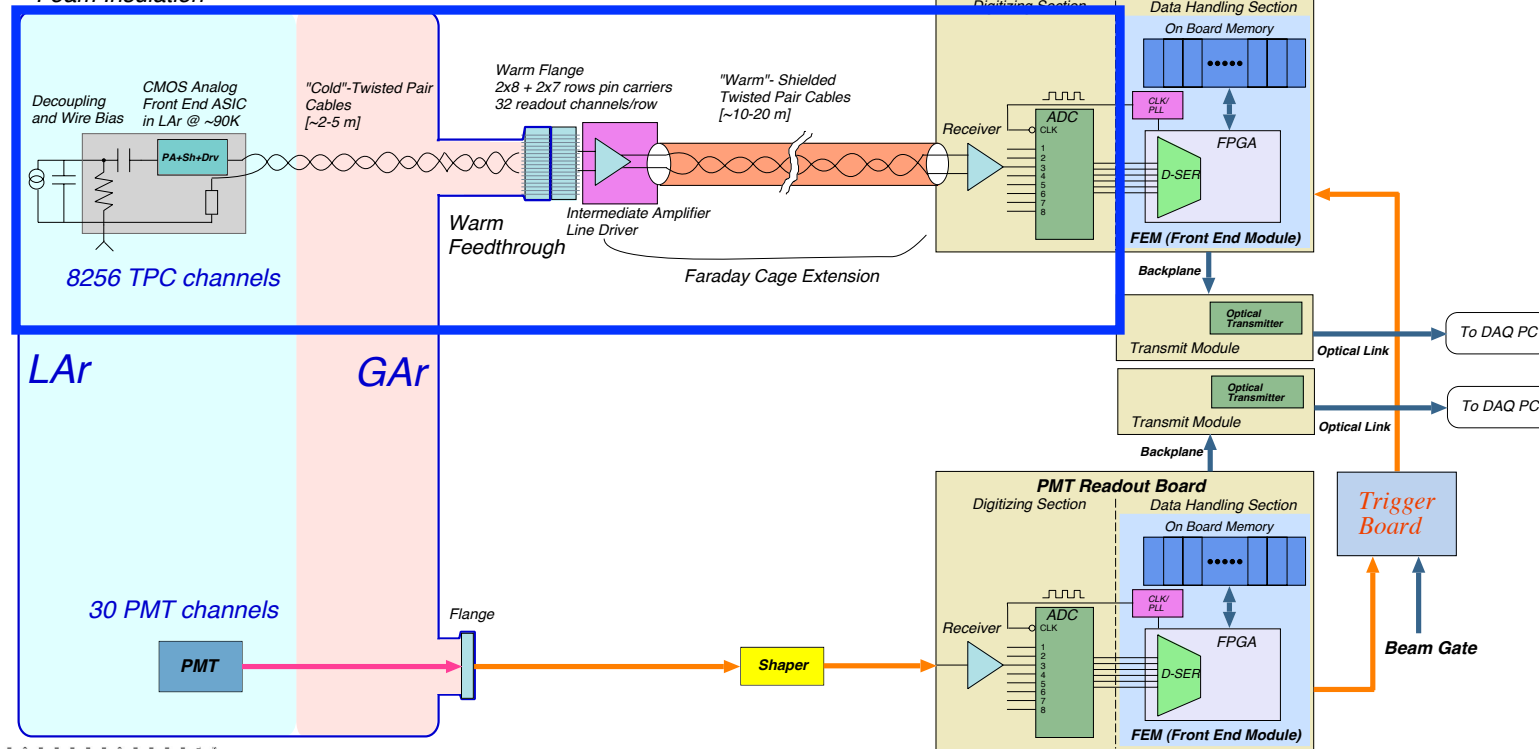 Foam Insulation
Digitizing Section
Data Handling Section
On Board Memory
Decoupling
and Wire Bias
CMOS Analog
Front End ASIC
in LAr @ ~90K
"Cold"-Twisted Pair
Cables
[~2-5 m]
Warm Flange
2x8 + 2x7 rows pin carriers
32 readout channels/row
"Warm"- Shielded
Twisted Pair Cables
[~10-20 m]
Receiver
ADC
CLK
1
2
3
4
5
6
7
8
CLK/
PLL
FPGA
D-SER
PA+Sh+Drv
Intermediate Amplifier
Line Driver
Warm
Feedthrough
Faraday Cage Extension
FEM (Front End Module)
8256 TPC channels
Backplane
Optical
Transmitter
Transmit Module
Optical Link
To DAQ PC
LAr
GAr
Optical
Transmitter
Transmit Module
Optical Link
To DAQ PC
Backplane
PMT Readout Board
Digitizing Section
Data Handling Section
On Board Memory
Trigger
Board
30 PMT channels
Flange
PMT
Shaper
Receiver
ADC
CLK
1
2
3
4
5
6
7
8
CLK/
PLL
FPGA
D-SER
FEM (Front End Module)
Beam Gate